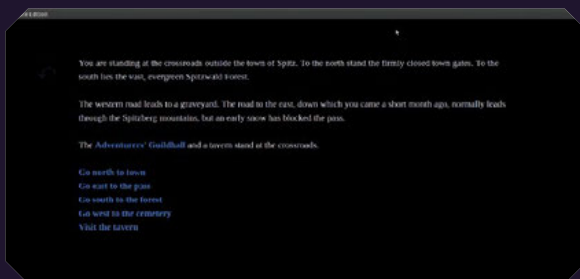 You are standing at the crossroads outside the town of Spitz. To the north stand the firmly closed town gates. To the
south lies the vast, evergreen Spitzwald Forest.
The western road leads to a graveyard. The road to the east, down which you came a short month ago, normally leads
through the Spitzberg mountains, but an early snow has blocked the pass.
The Adventurers' Guildhall and a tavern stand at the crossroads.
Go north to town
Go east to the pass
Go south to the forest
Go west to the cemetery
Visit the tavern